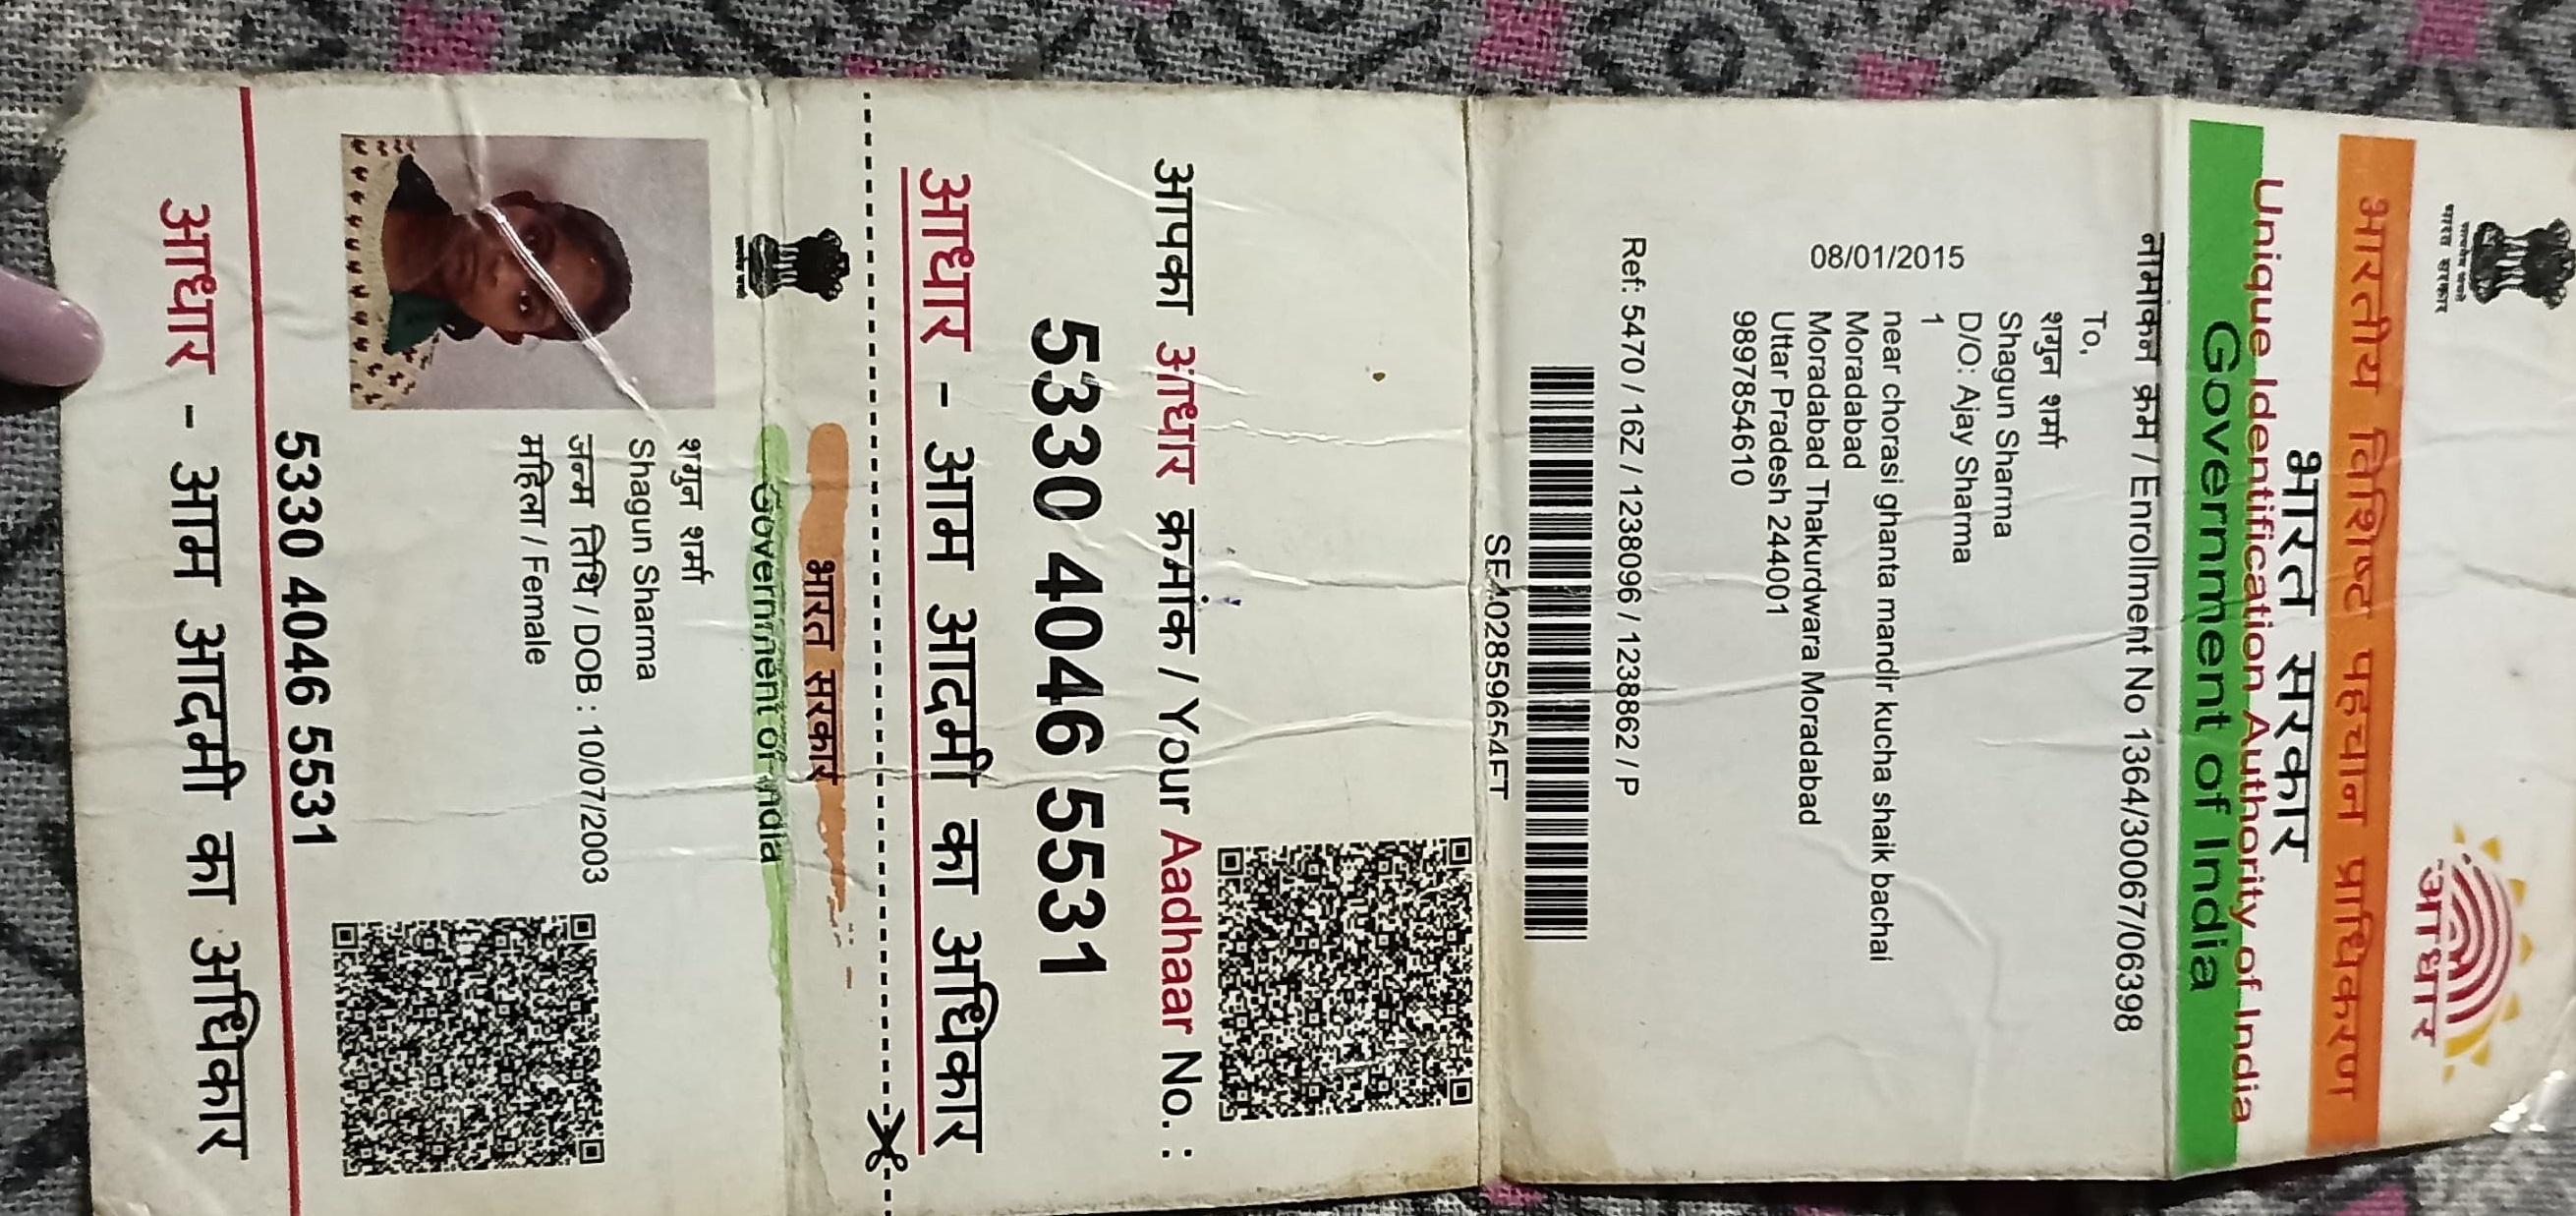 भारत सरकार
आधार
भारतीय विशिष्ट पहचान प्राधिकरण
भारत सरकार
Unique Identification Authority of India
Government of India
नामांकन क्रम / Enrollment No 1364/30067/06398
To,
शगुन शर्मा
Shagun Sharma
D/O: Ajay Sharma
1
near chorasi ghanta mandir kucha shaik bachai
Moradabad
Moradabad Thakurdwara Moradabad
Uttar Pradesh 244001
9897854610
08/01/2015
Ref: 5470 / 16Z / 1238096 / 1238862 / P
SE402859654FT
आपका आधार क्रमांक / Your Aadhaar No. :
5330 4046 5531
आधार - आम आदमी का अधिकार
भारत सरकार
Government of India
शगुन शर्मा
Shagun Sharma
जन्म तिथि / DOB : 10/07/2003
महिला / Female
5330 4046 5531
आधार - आम आदमी का अधिकार